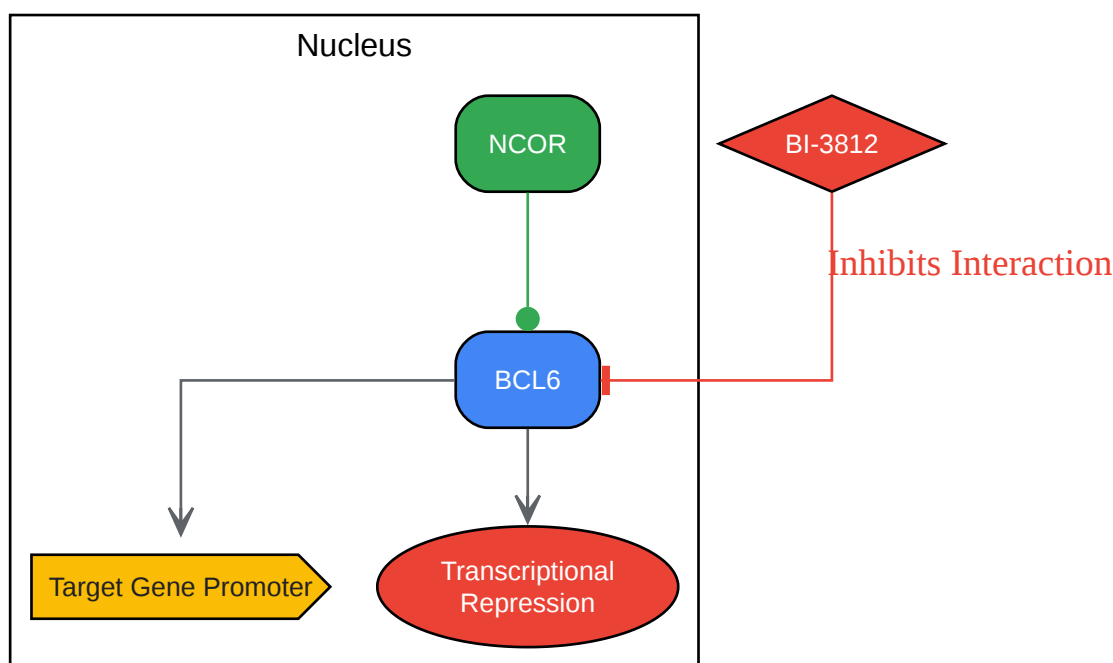 Nucleus
NCOR
BI-3812
Inhibits Interaction
BCL6
Target Gene Promoter
Transcriptional
Repression